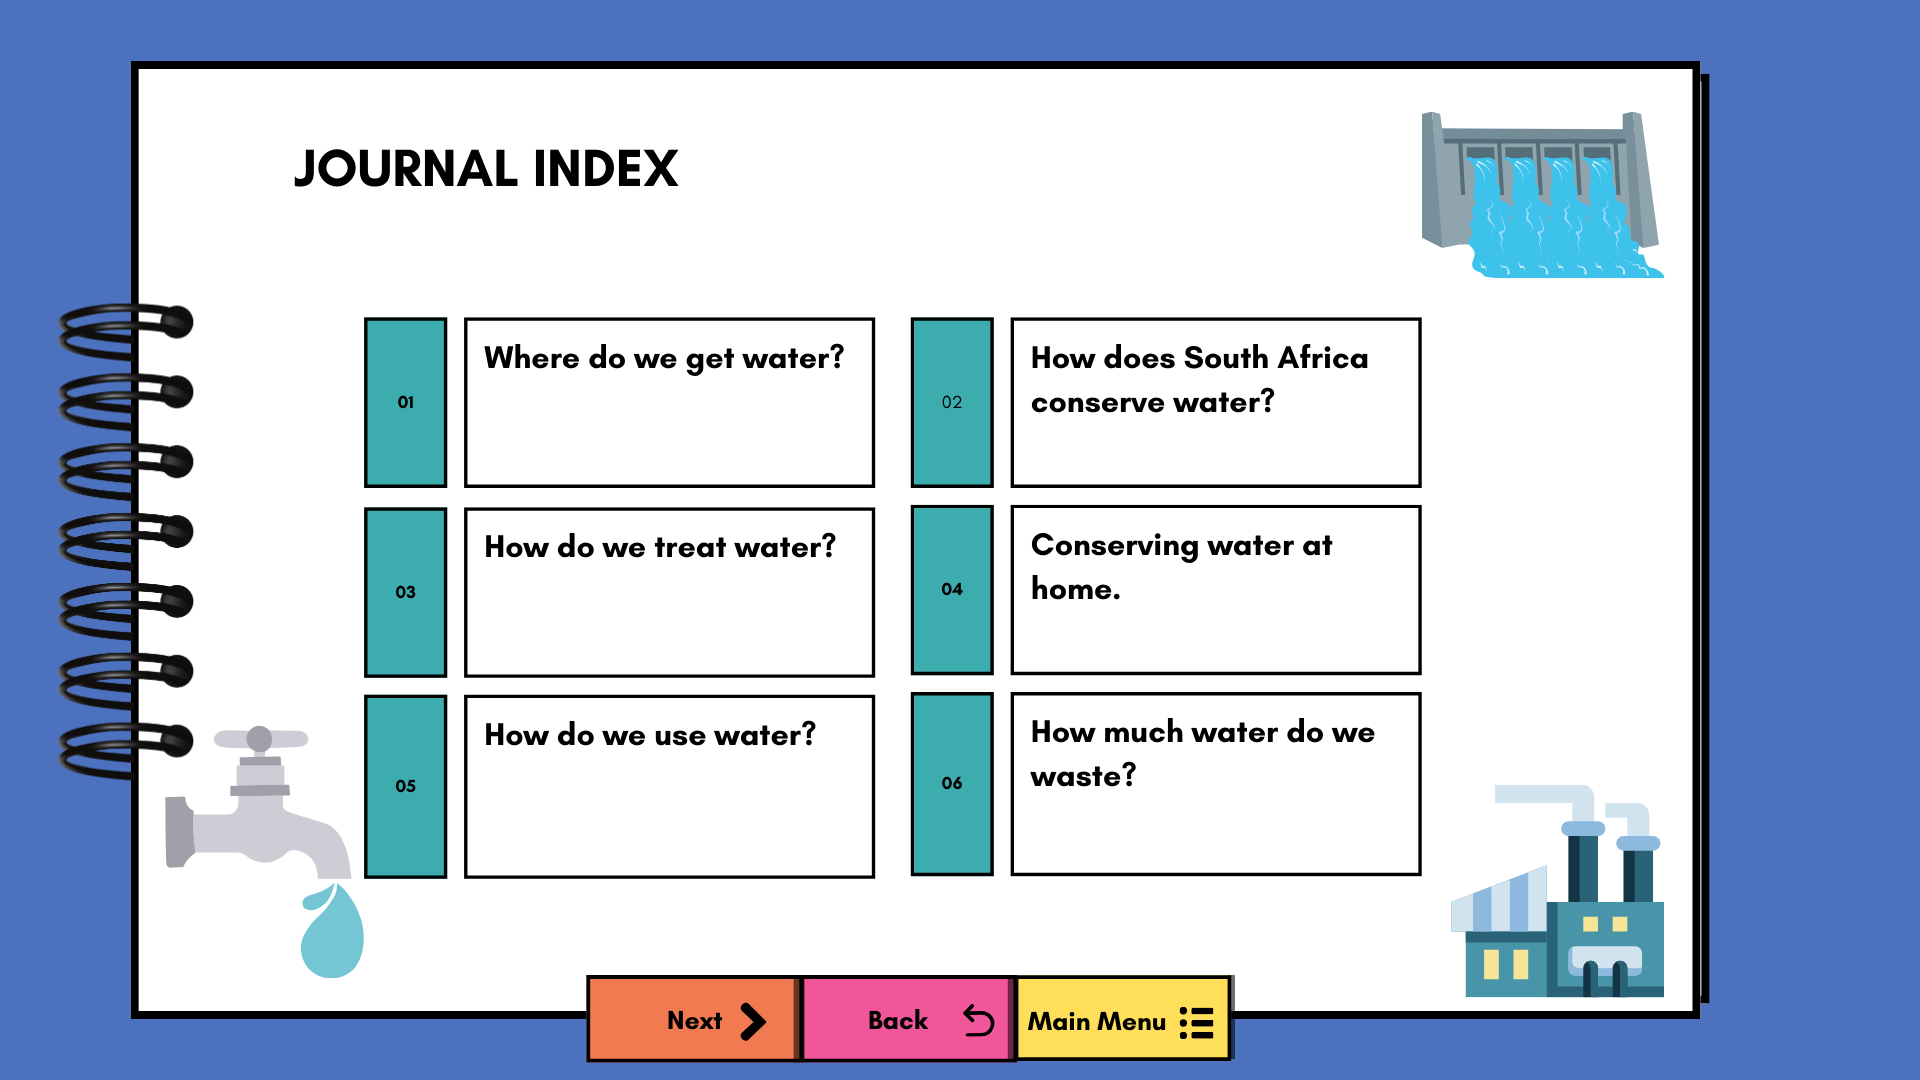 JOURNAL INDEX
01
Where do we get water?
02
How does South Africa
conserve water?
03
How do we treat water?
04
Conserving water at
home.
05
How do we use water?
06
How much water do we
waste?
Next
Back
Main Menu